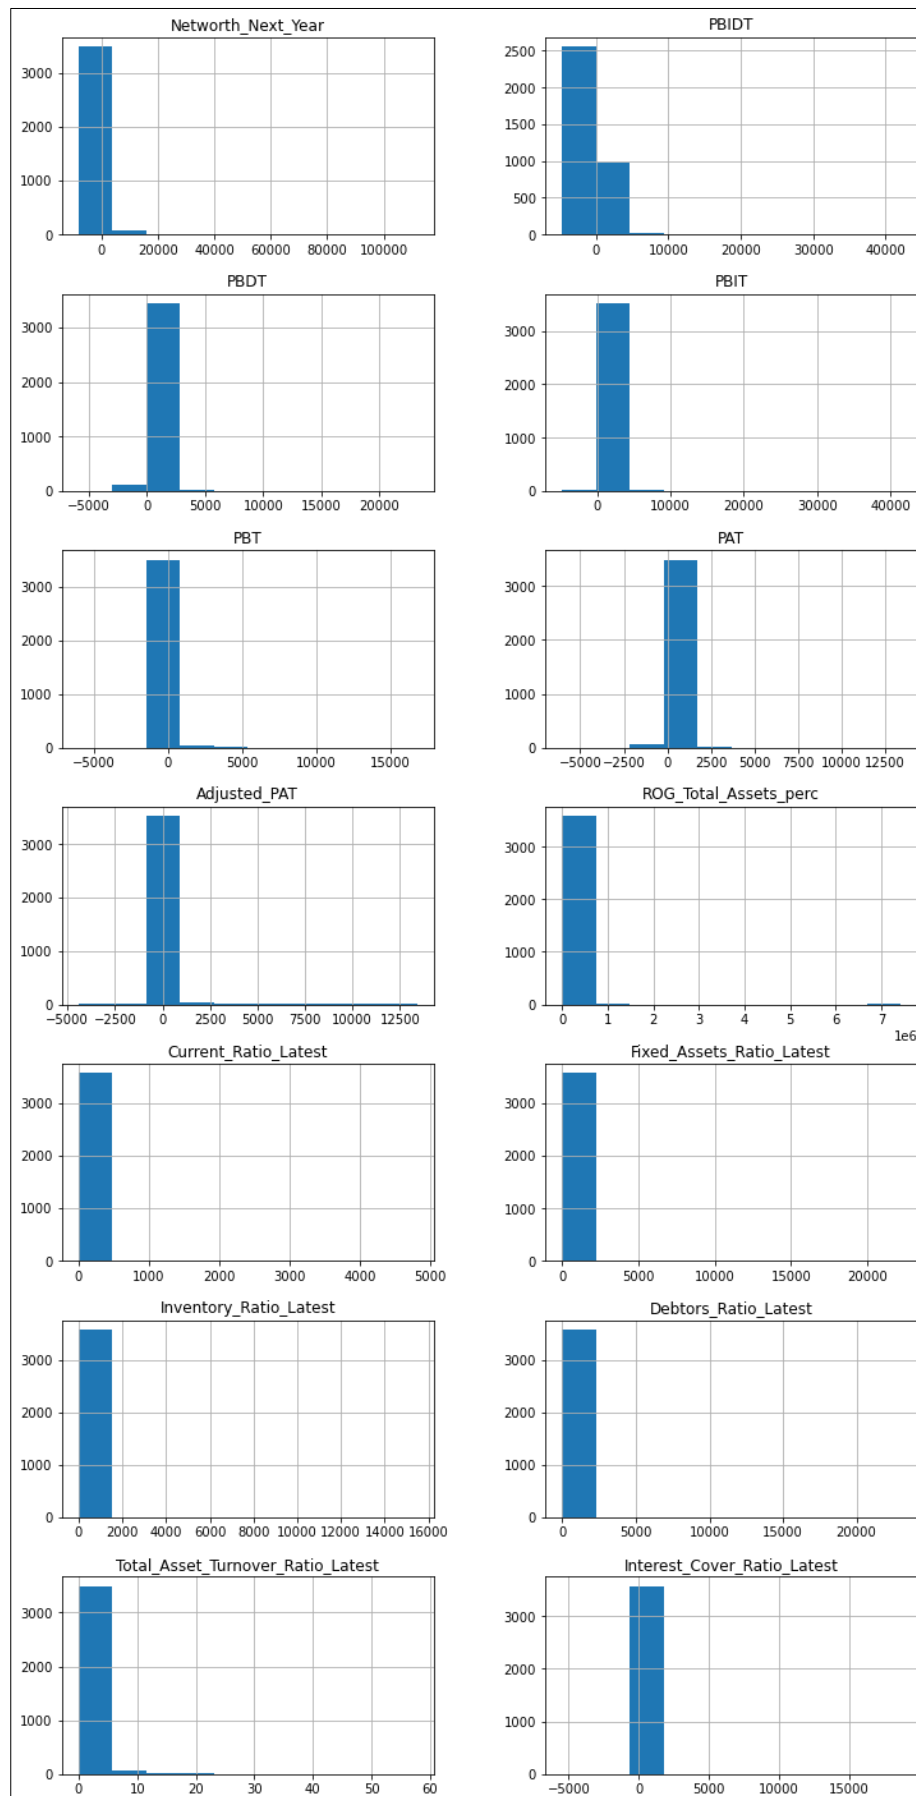 Networth_Next_Year
3000
2000
1000
0
0 20000 40000 60000 80000 100000
PBIDT
2500
2000
1500
1000
500
0
0 10000 20000 30000 40000
PBDT
3000
2000
1000
0
−5000 0 5000 10000 15000 20000
PBIT
3000
2000
1000
0
0 10000 20000 30000 40000
PBT
3000
2000
1000
0
−5000 0 5000 10000 15000
PAT
3000
2000
1000
0
−5000 −2500 0 2500 5000 7500 10000 12500
Adjusted_PAT
3000
2000
1000
0
−5000 −2500 0 2500 5000 7500 10000 12500
ROG_Total_Assets_perc
3000
2000
1000
0
0 1 2 3 4 5 6 7
1e6
Current_Ratio_Latest
3000
2000
1000
0
0 1000 2000 3000 4000 5000
Fixed_Assets_Ratio_Latest
3000
2000
1000
0
0 5000 10000 15000 20000
Inventory_Ratio_Latest
3000
2000
1000
0
0 2000 4000 6000 8000 10000 12000 14000 16000
Debtors_Ratio_Latest
3000
2000
1000
0
0 5000 10000 15000 20000
Total_Asset_Turnover_Ratio_Latest
3000
2000
1000
0
0 10 20 30 40 50 60
Interest_Cover_Ratio_Latest
3000
2000
1000
0
−5000 0 5000 10000 15000